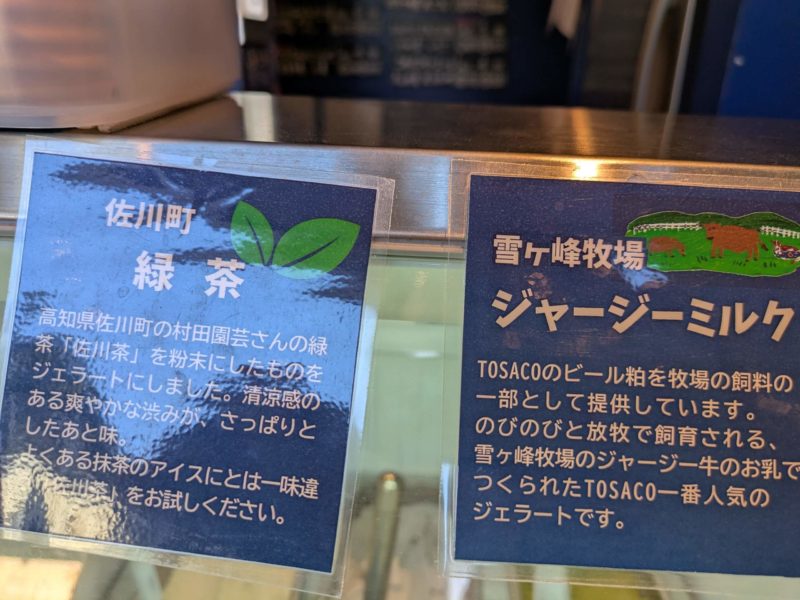 佐川町
緑茶
高知県佐川町の村田園芸さんの緑
茶「佐川茶」を粉末にしたものを
ジェラートにしました。清涼感の
ある爽やかな渋みが、さっぱりと
したあと味。
よくある抹茶のアイスにとは一味違
「佐川茶」をお試しください。
雪ヶ峰牧場
ジャージーミルク
TOSACOのビール粕を牧場の飼料の
一部として提供しています。
のびのびと放牧で飼育される、
雪ヶ峰牧場のジャージー牛のお乳で
つくられたTOSACO一番人気の
ジェラートです。